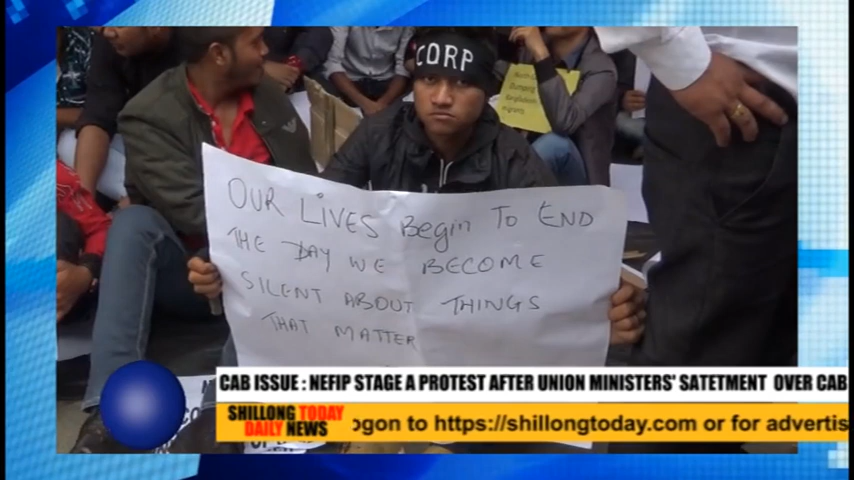 CORP
OUR LIVES Begin TO END
THE DAY WE BECOME
SILENT ABOUT THINGS
THAT MATTER
CAB ISSUE : NEFIP STAGE A PROTEST AFTER UNION MINISTERS' SATETMENT OVER CAB
SHILLONG TODAY
DAILY NEWS
ogon to https://shillongtoday.com or for advertis